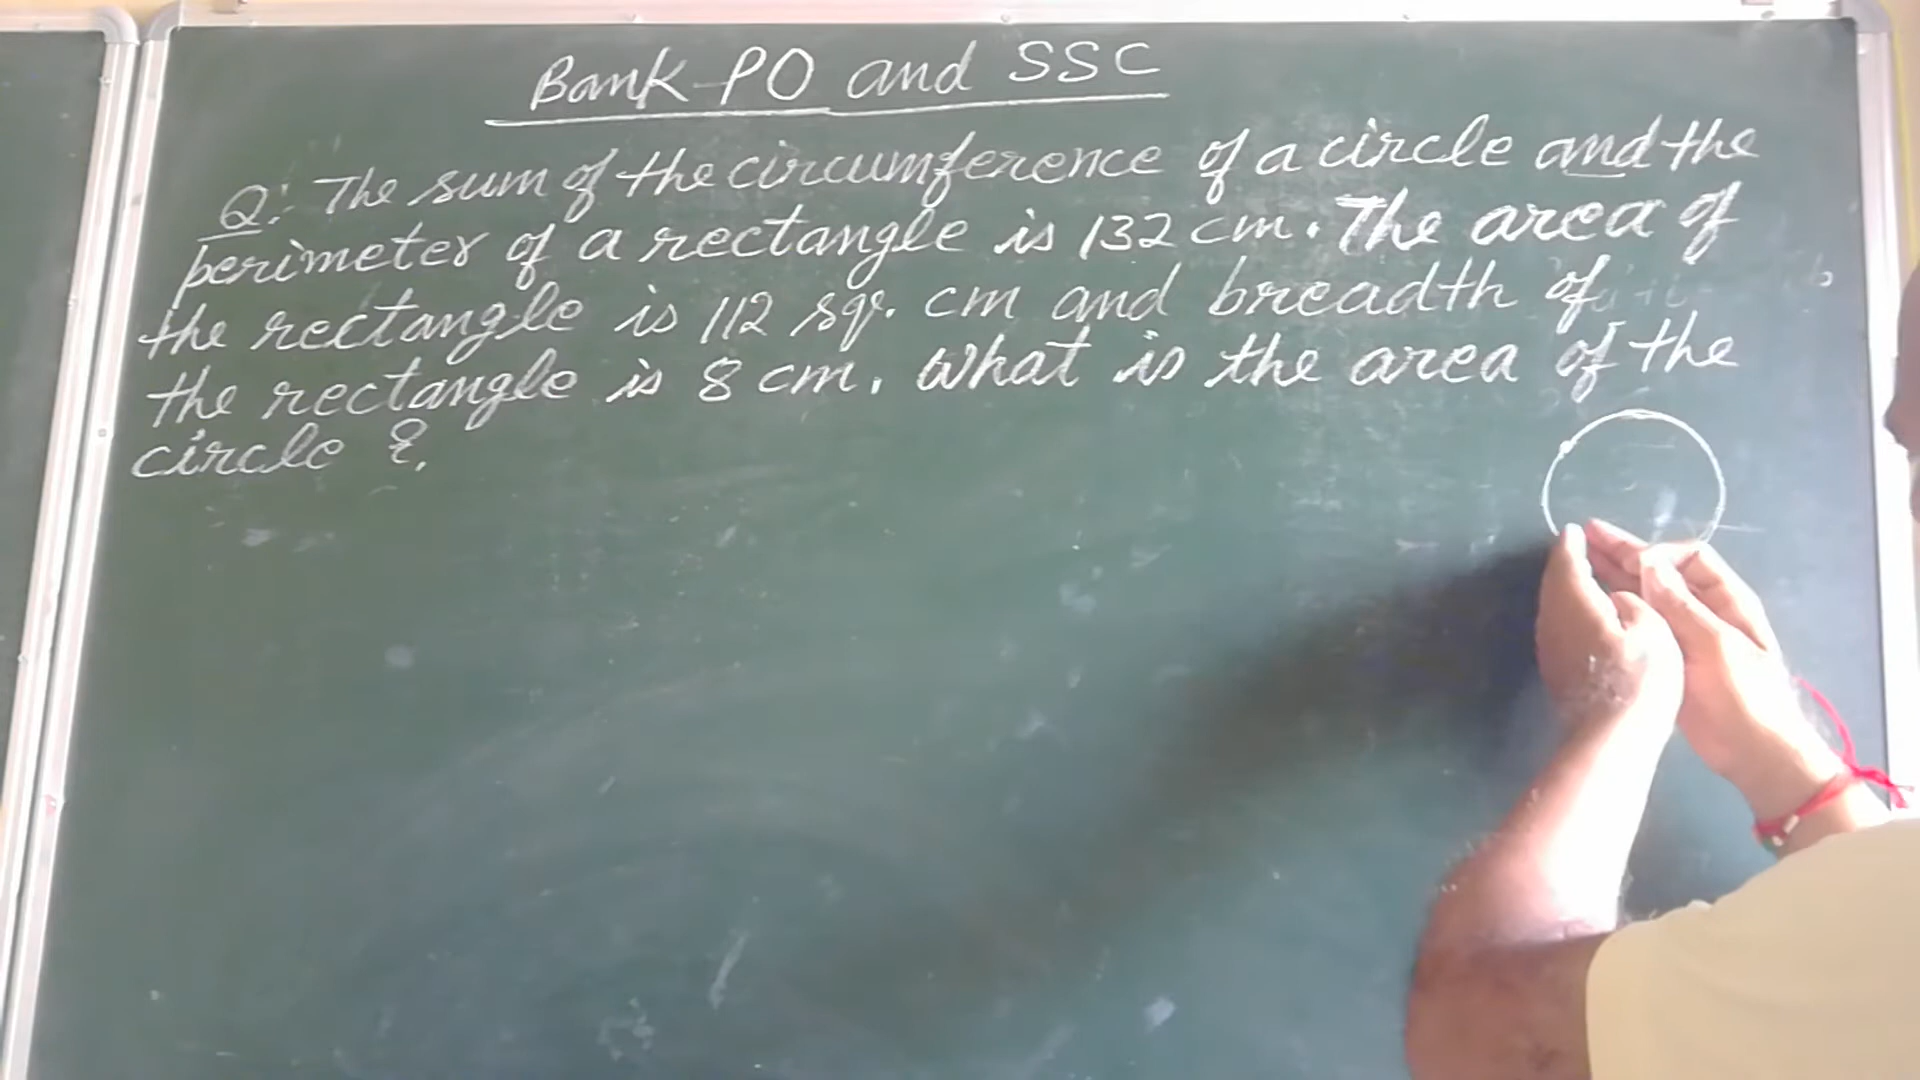 Bank PO and SSC
Q: The sum of the circumference of a circle and the
perimeter of a rectangle is 132 cm. The area of
the rectangle is 112 sq. cm and breadth of
the rectangle is 8 cm. What is the area of the
circle ?.